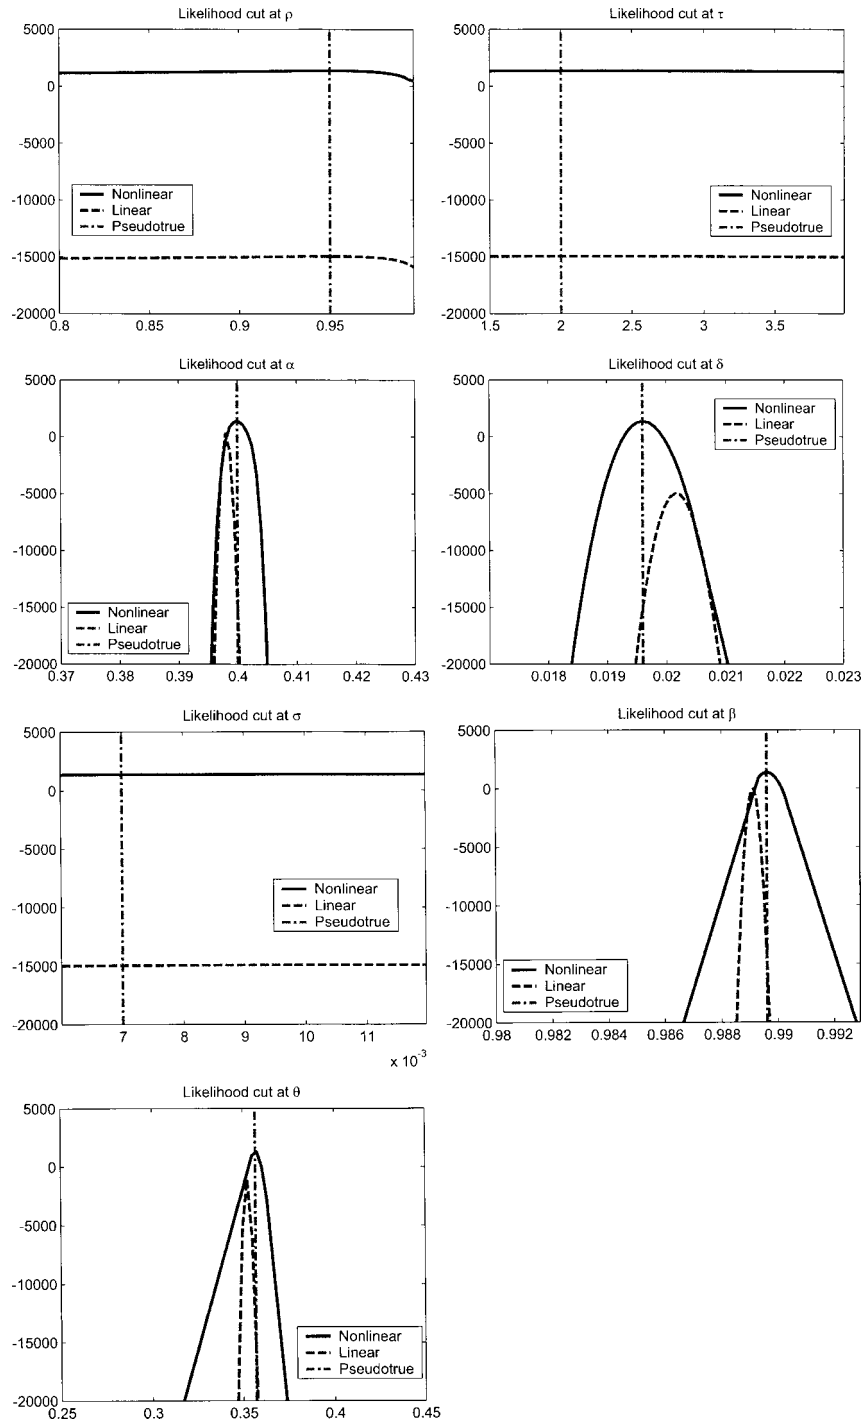 Likelihood cut at ρ
5000
0
-5000
-10000
-15000
-20000
0.8
0.85
0.9
0.95
Nonlinear
Linear
Pseudotrue
Likelihood cut at τ
5000
0
-5000
-10000
-15000
-20000
1.5
2
2.5
3
3.5
Nonlinear
Linear
Pseudotrue
Likelihood cut at α
5000
0
-5000
-10000
-15000
-20000
0.37
0.38
0.39
0.4
0.41
0.42
0.43
Nonlinear
Linear
Pseudotrue
Likelihood cut at δ
5000
0
-5000
-10000
-15000
-20000
0.018
0.019
0.02
0.021
0.022
0.023
Nonlinear
Linear
Pseudotrue
Likelihood cut at σ
5000
0
-5000
-10000
-15000
-20000
7
8
9
10
11
x 10⁻³
Nonlinear
Linear
Pseudotrue
Likelihood cut at β
5000
0
-5000
-10000
-15000
-20000
0.98
0.982
0.984
0.986
0.988
0.99
0.992
Nonlinear
Linear
Pseudotrue
Likelihood cut at θ
5000
0
-5000
-10000
-15000
-20000
0.25
0.3
0.35
0.4
0.45
Nonlinear
Linear
Pseudotrue